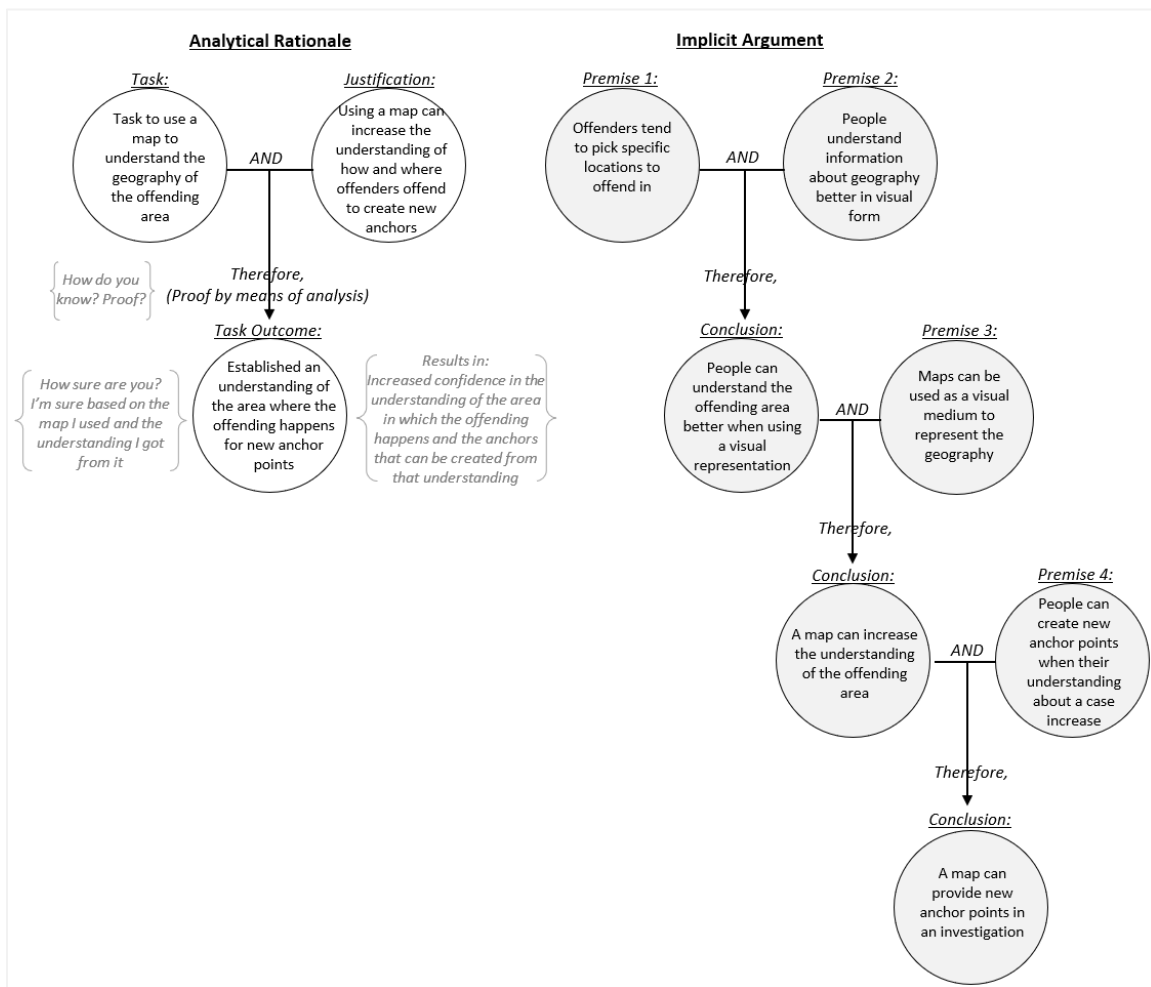 Analytical Rationale
Task:
Task to use a
map to
understand the
geography of
the offending
area
AND
Justification:
Using a map can
increase the
understanding of
how and where
offenders offend
to create new
anchors
How do you
know? Proof?
Therefore,
(Proof by means of analysis)
Task Outcome:
Established an
understanding of
the area where the
offending happens
for new anchor
points
How sure are you?
I'm sure based on the
map I used and the
understanding I got
from it
Results in:
Increased confidence in the
understanding of the area
in which the offending
happens and the anchors
that can be created from
that understanding
Implicit Argument
Premise 1:
Offenders tend
to pick specific
locations to
offend in
AND
Premise 2:
People
understand
information
about geography
better in visual
form
Therefore,
Conclusion:
People can
understand the
offending area
better when using
a visual
representation
AND
Premise 3:
Maps can be
used as a visual
medium to
represent the
geography
Therefore,
Conclusion:
A map can increase
the understanding
of the offending
area
AND
Premise 4:
People can
create new
anchor points
when their
understanding
about a case
increase
Therefore,
Conclusion:
A map can
provide new
anchor points in
an investigation